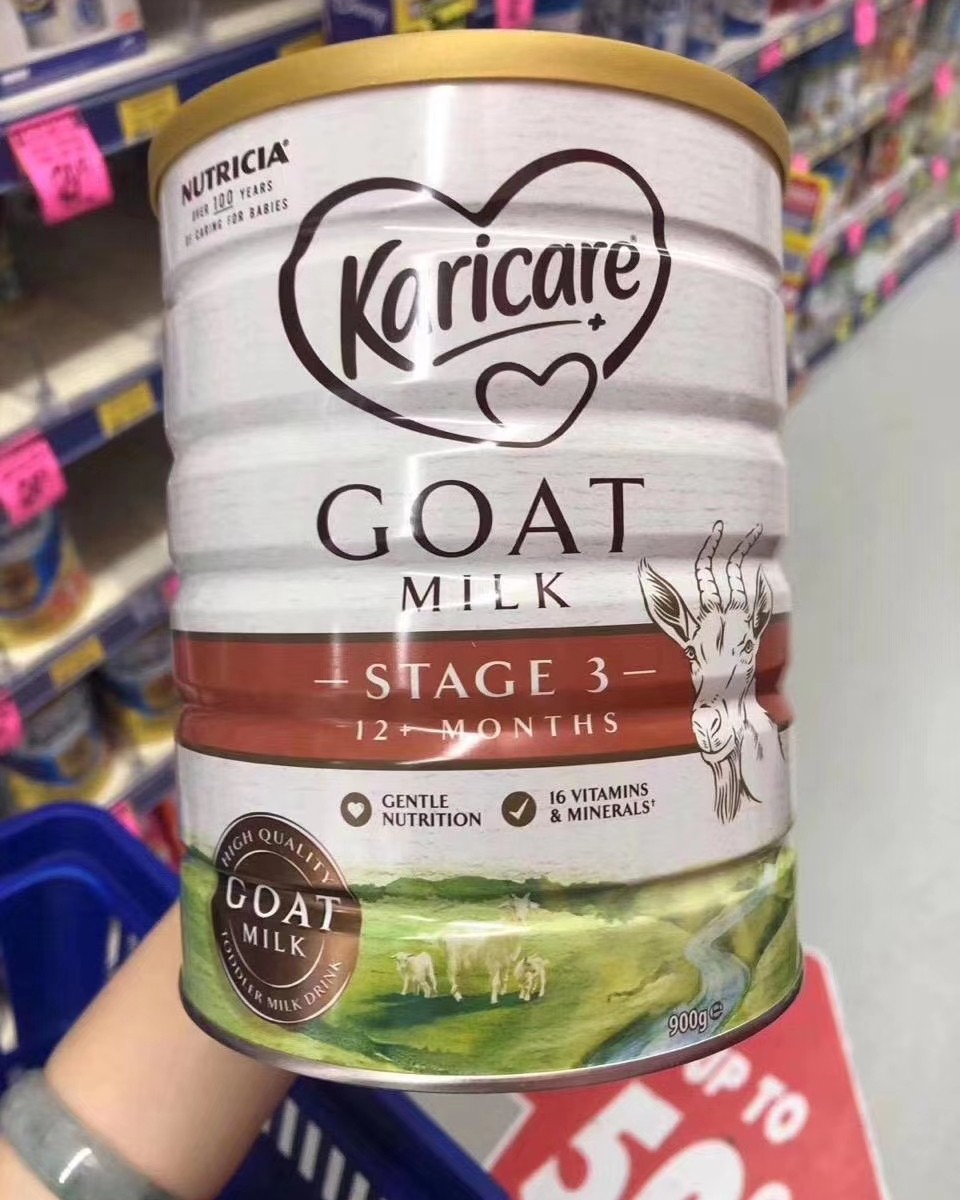 NUTRICIA®
OVER 100 YEARS
OF CARING FOR BABIES
Karicare®
+
GOAT
MILK
STAGE 3
12+ MONTHS
GENTLE
NUTRITION
16 VITAMINS
& MINERALS†
HIGH QUALITY
GOAT
MILK
TODDLER MILK DRINK
900g ℮
UP TO